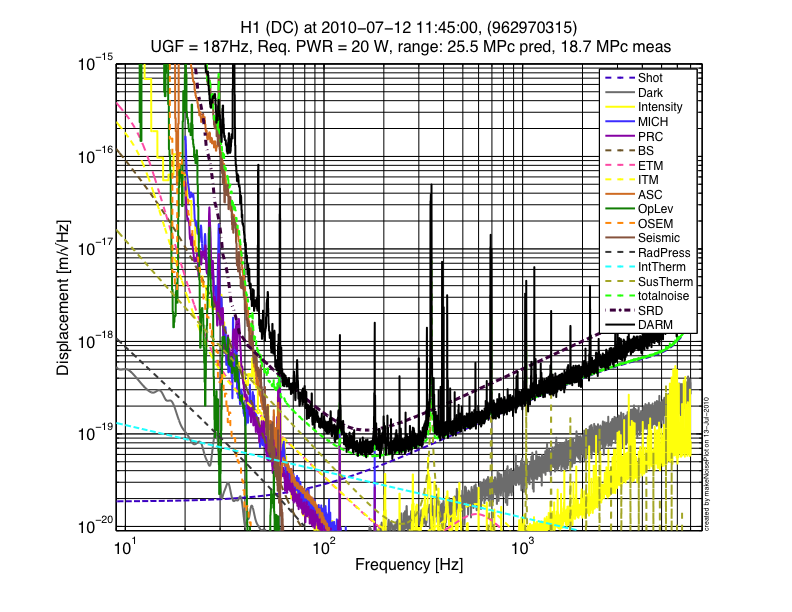 H1 (DC) at 2010−07−12 11:45:00, (962970315)
UGF = 187Hz, Req. PWR = 20 W, range: 25.5 MPc pred, 18.7 MPc meas
10−15
10−16
10−17
10−18
10−19
10−20
Displacement [m/√Hz]
Shot
Dark
Intensity
MICH
PRC
BS
ETM
ITM
ASC
OpLev
OSEM
Seismic
RadPress
IntTherm
SusTherm
totalnoise
SRD
DARM
created by makeNoisePlot on 13−Jul−2010
10¹
10²
10³
Frequency [Hz]